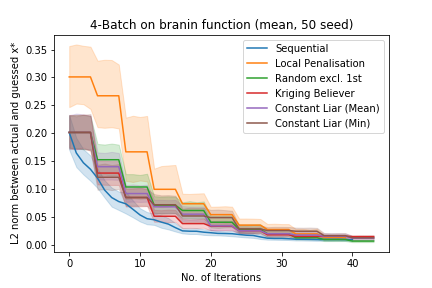 4-Batch on branin function (mean, 50 seed)
L2 norm between actual and guessed x*
0.35
0.30
0.25
0.20
0.15
0.10
0.05
0.00
Sequential
Local Penalisation
Random excl. 1st
Kriging Believer
Constant Liar (Mean)
Constant Liar (Min)
0 10 20 30 40
No. of Iterations